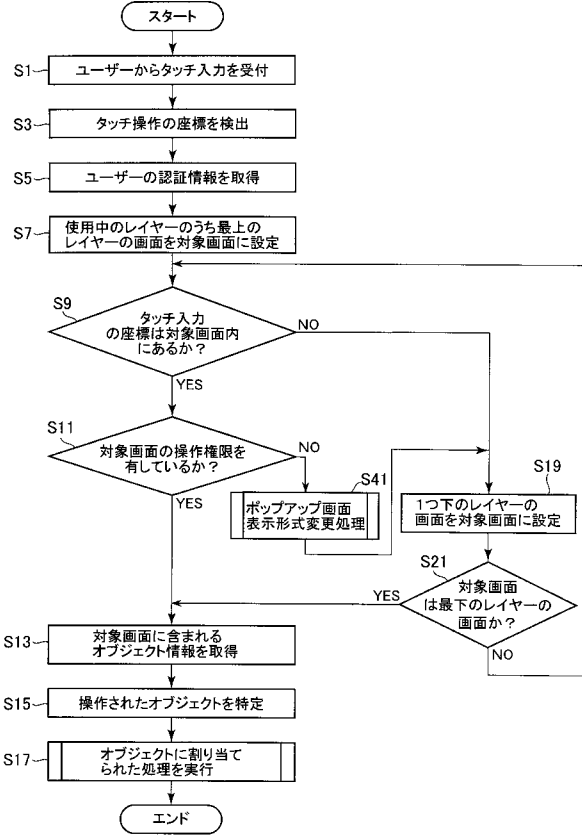 スタート
S1
ユーザーからタッチ入力を受付
S3
タッチ操作の座標を検出
S5
ユーザーの認証情報を取得
S7
使用中のレイヤーのうち最上の
レイヤーの画面を対象画面に設定
S9
タッチ入力
の座標は対象画面内
にあるか？
NO
YES
S11
対象画面の操作権限を
有しているか？
NO
YES
S41
ポップアップ画面
表示形式変更処理
S19
1つ下のレイヤーの
画面を対象画面に設定
S21
対象画面
は最下のレイヤーの
画面か？
YES
NO
S13
対象画面に含まれる
オブジェクト情報を取得
S15
操作されたオブジェクトを特定
S17
オブジェクトに割り当て
られた処理を実行
エンド